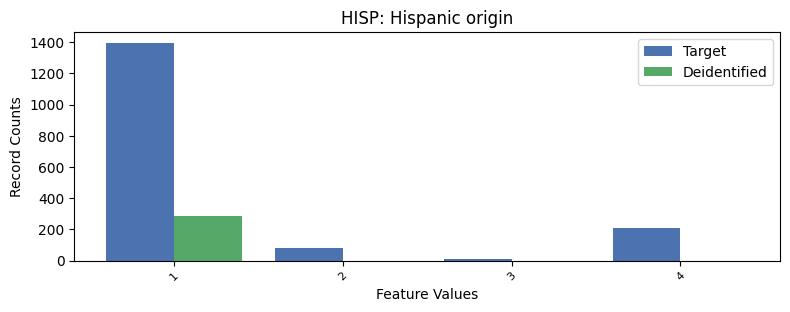 HISP: Hispanic origin
Target
Deidentified
1400
1200
1000
800
600
400
200
0
Record Counts
1
2
3
4
Feature Values